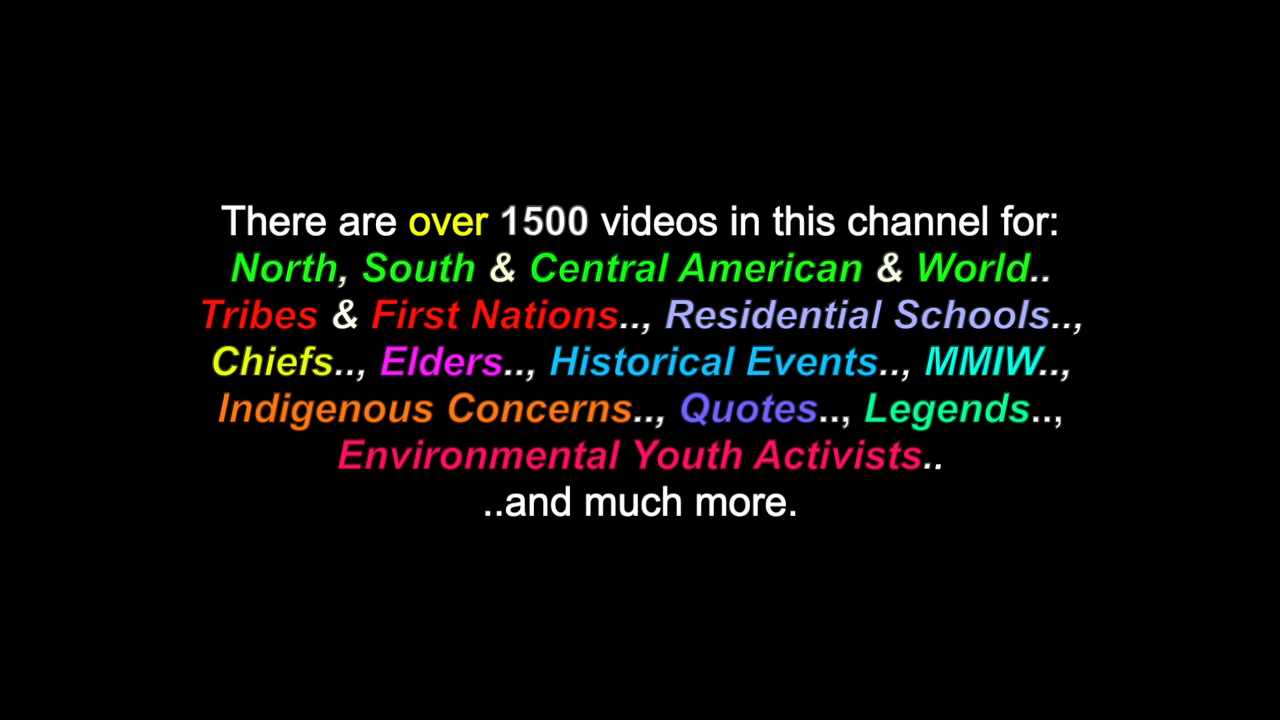 There are over 1500 videos in this channel for:
North, South & Central American & World..
Tribes & First Nations.., Residential Schools..,
Chiefs.., Elders.., Historical Events.., MMIW..,
Indigenous Concerns.., Quotes.., Legends..,
Environmental Youth Activists..
..and much more.